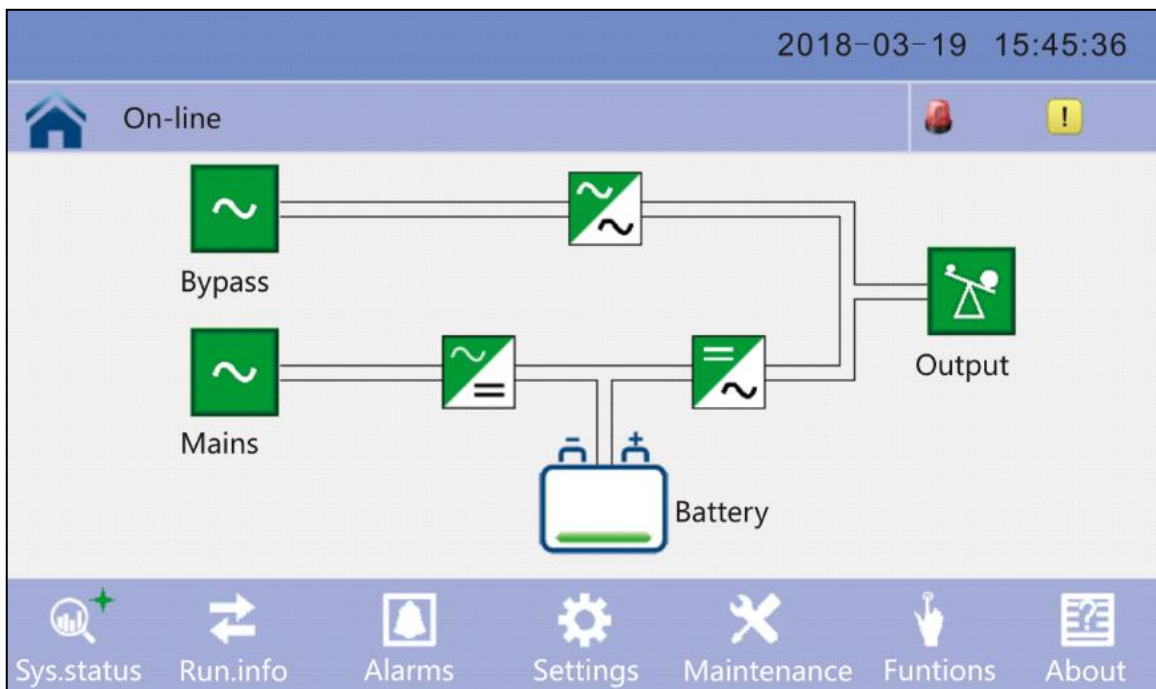 2018-03-19 15:45:36
On-line
!
Bypass
Output
Mains
- +
Battery
Sys.status Run.info Alarms Settings Maintenance Funtions About